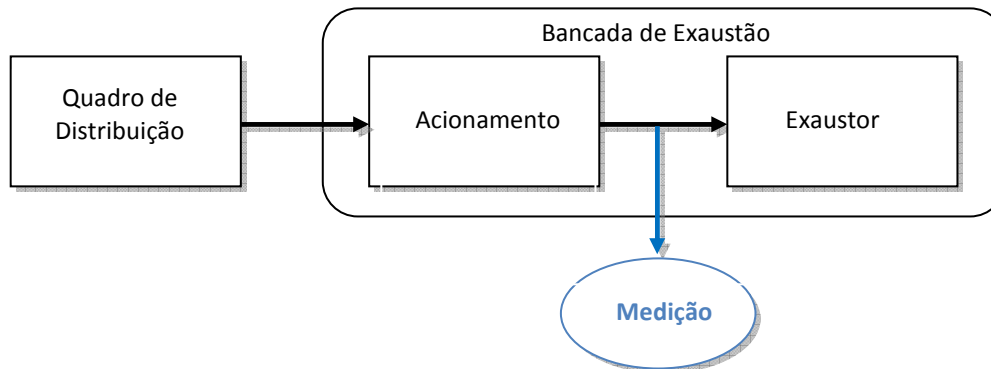 Bancada de Exaustão
Quadro de
Distribuição
Acionamento
Exaustor
Medição